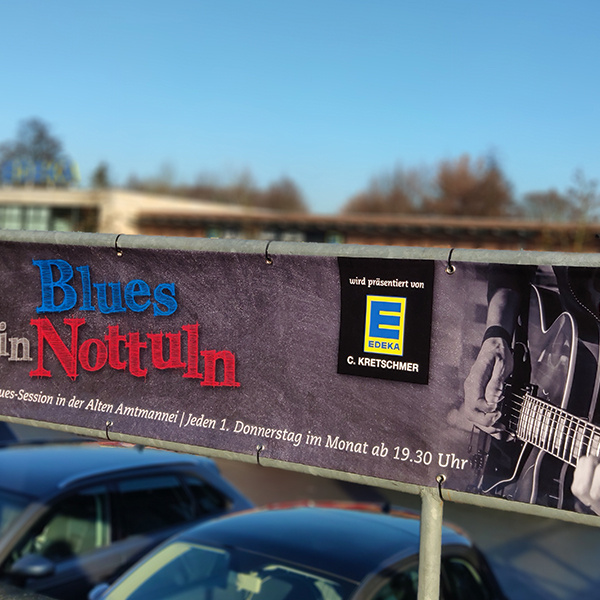 Blues
in Nottuln
ues-Session in der Alten Amtmannei | Jeden 1. Donnerstag im Monat ab 19.30 Uhr
wird präsentiert von
E
EDEKA
C. KRETSCHMER